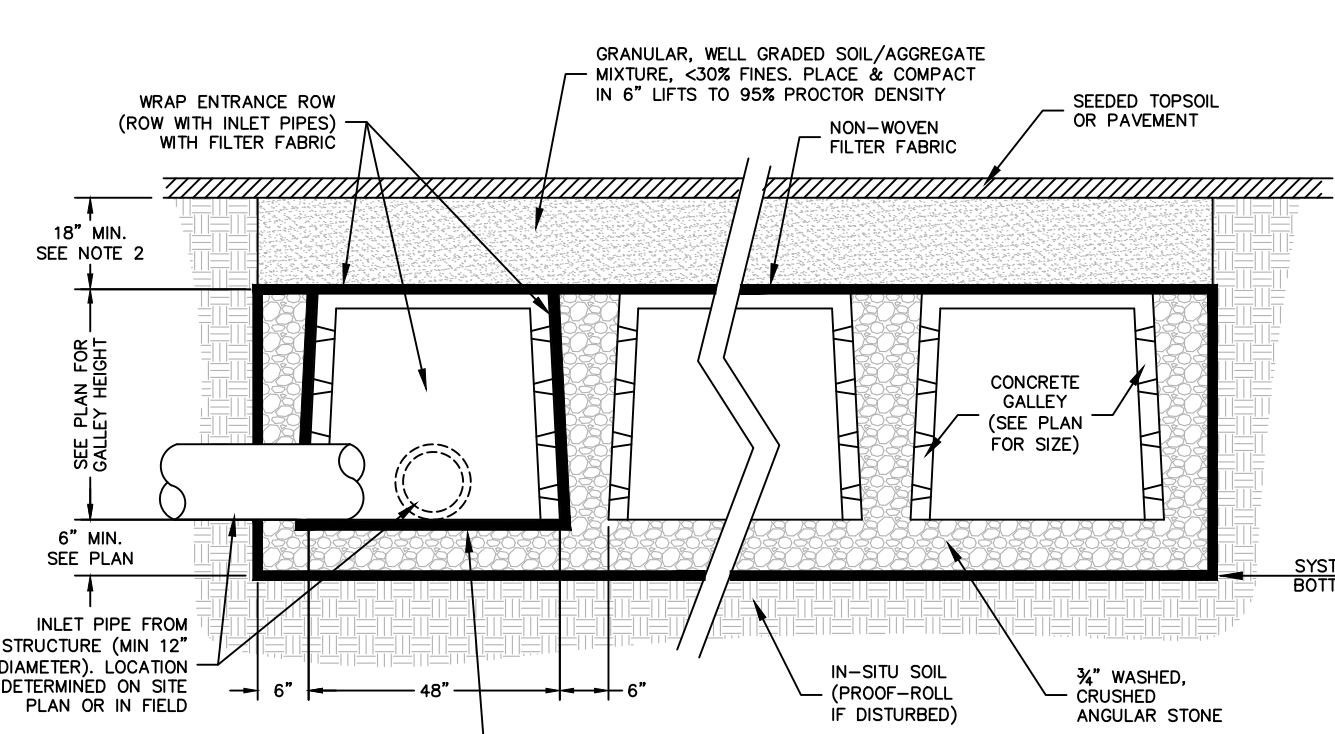 GRANULAR, WELL GRADED SOIL/AGGREGATE
MIXTURE, <30% FINES. PLACE & COMPACT
IN 6" LIFTS TO 95% PROCTOR DENSITY
WRAP ENTRANCE ROW
(ROW WITH INLET PIPES)
WITH FILTER FABRIC
NON-WOVEN
FILTER FABRIC
SEEDED TOPSOIL
OR PAVEMENT
18" MIN.
SEE NOTE 2
SEE PLAN FOR
GALLEY HEIGHT
CONCRETE
GALLEY
(SEE PLAN
FOR SIZE)
6" MIN.
SEE PLAN
SYST
BOTT
INLET PIPE FROM
STRUCTURE (MIN 12"
DIAMETER). LOCATION
DETERMINED ON SITE
PLAN OR IN FIELD
6"
48"
6"
IN-SITU SOIL
(PROOF-ROLL
IF DISTURBED)
¾" WASHED,
CRUSHED
ANGULAR STONE